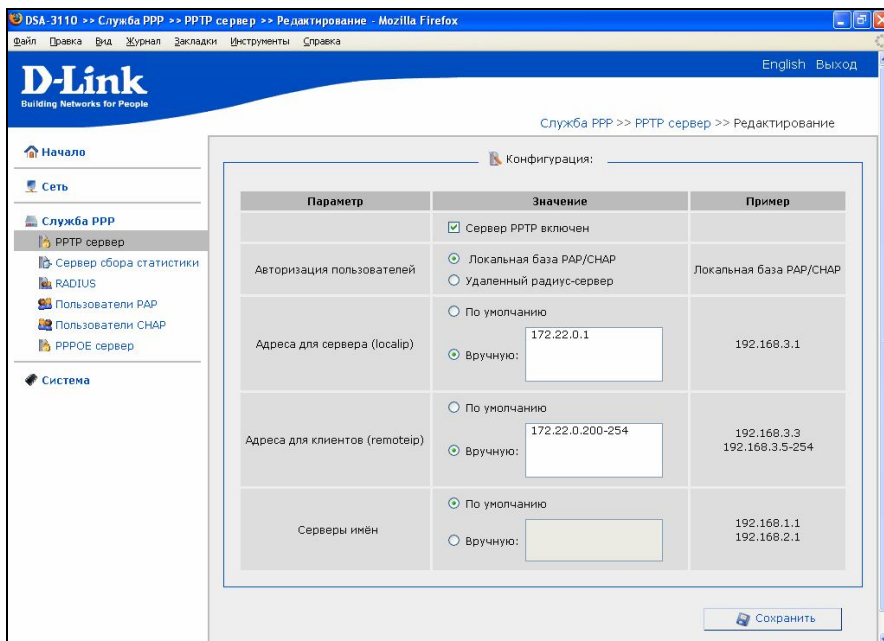 DSA-3110 >> Служба PPP >> PPTP сервер >> Редактирование - Mozilla Firefox
Файл Правка Вид Журнал Закладки Инструменты Справка
D-Link
Building Networks for People
English Выход
Служба PPP >> PPTP сервер >> Редактирование
Начало
Сеть
Служба PPP
PPTP сервер
Сервер сбора статистики
RADIUS
Пользователи PAP
Пользователи CHAP
PPPOE сервер
Система
Конфигурация:
Параметр Значение Пример
Сервер PPTP включен
Авторизация пользователей
Локальная база PAP/CHAP
Удаленный радиус-сервер
Локальная база PAP/CHAP
Адреса для сервера (localip)
По умолчанию
Вручную:
172.22.0.1
192.168.3.1
Адреса для клиентов (remoteip)
По умолчанию
Вручную:
172.22.0.200-254
192.168.3.3
192.168.3.5-254
Серверы имён
По умолчанию
Вручную:
192.168.1.1
192.168.2.1
Сохранить